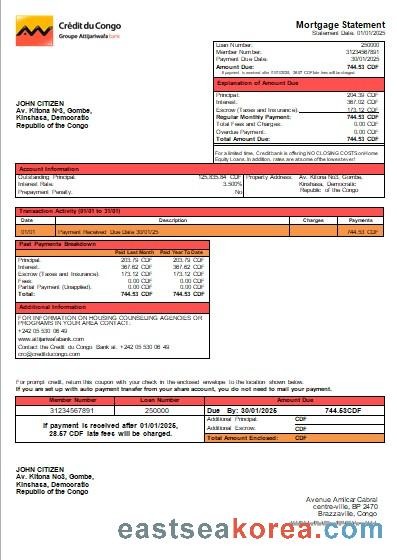 Crédit du Congo
Groupe Attijariwafa bank
Mortgage Statement
Statement Date: 01/01/2025
Loan Number: 250000
Member Number: 31234567891
Payment Due Date: 30/01/2025
Amount Due: 744.53 CDF
If payment is received after 01/01/2025, 28.57 CDF late fees will be charged.
JOHN CITIZEN
Av. Kitona Nº3, Gombe,
Kinshasa, Democratic
Republic of the Congo
Explanation of Amount Due
Principal: 204.39 CDF
Interest: 367.02 CDF
Escrow (Taxes and Insurance): 173.12 CDF
Regular Monthly Payment: 744.53 CDF
Total Fees and Charges: 0.00 CDF
Overdue Payment: 0.00 CDF
Total Amount Due: 744.53 CDF
For a limited time, Credit bank is offering NO CLOSING COSTS on Home
Equity Loans. In addition, rates are at some of the lowest ever!
Account Information
Outstanding Principal: 125,835.84 CDF
Interest Rate: 3.500%
Prepayment Penalty: No
Property Address: Av. Kitona No3, Gombe,
Kinshasa, Democratic
Republic of the Congo
Transaction Activity (01/01 to 31/01)
Date Description Charges Payments
01/01 Payment Received Due Date 30/01/25 744.53 CDF
Past Payments Breakdown
Paid Last Month Paid Year To Date
Principal: 203.79 CDF 203.79 CDF
Interest: 367.62 CDF 367.62 CDF
Escrow (Taxes and Insurance): 173.12 CDF 173.12 CDF
Fees: 0.00 CDF 0.00 CDF
Partial Payment (Unapplied): 0.00 CDF 0.00 CDF
Total: 744.53 CDF 744.53 CDF
Additional Information
FOR INFORMATION ON HOUSING COUNSELING AGENCIES OR
PROGRAMS IN YOUR AREA CONTACT:
+242 05 530 06 49
www.attijariwafabank.com
Contact the Credit du Congo Bank at. +242 05 530 06 49
crc@creditducongo.com
For prompt credit, return this coupon with your check in the enclosed envelope to the location shown below.
If you are set up with auto payment transfer from your share account, you do not need to mail your payment.
Member Number Loan Number Amount Due
31234567891 250000 Due By: 30/01/2025 744.53CDF
If payment is received after 01/01/2025,
28.57 CDF late fees will be charged.
Additional Principal: CDF
Additional Escrow: CDF
Total Amount Enclosed: CDF
JOHN CITIZEN
Av. Kitona No3, Gombe,
Kinshasa, Democratic
Republic of the Congo
Avenue Amilcar Cabral
centre-ville, BP 2470
Brazzaville, Congo
eastseakorea.com